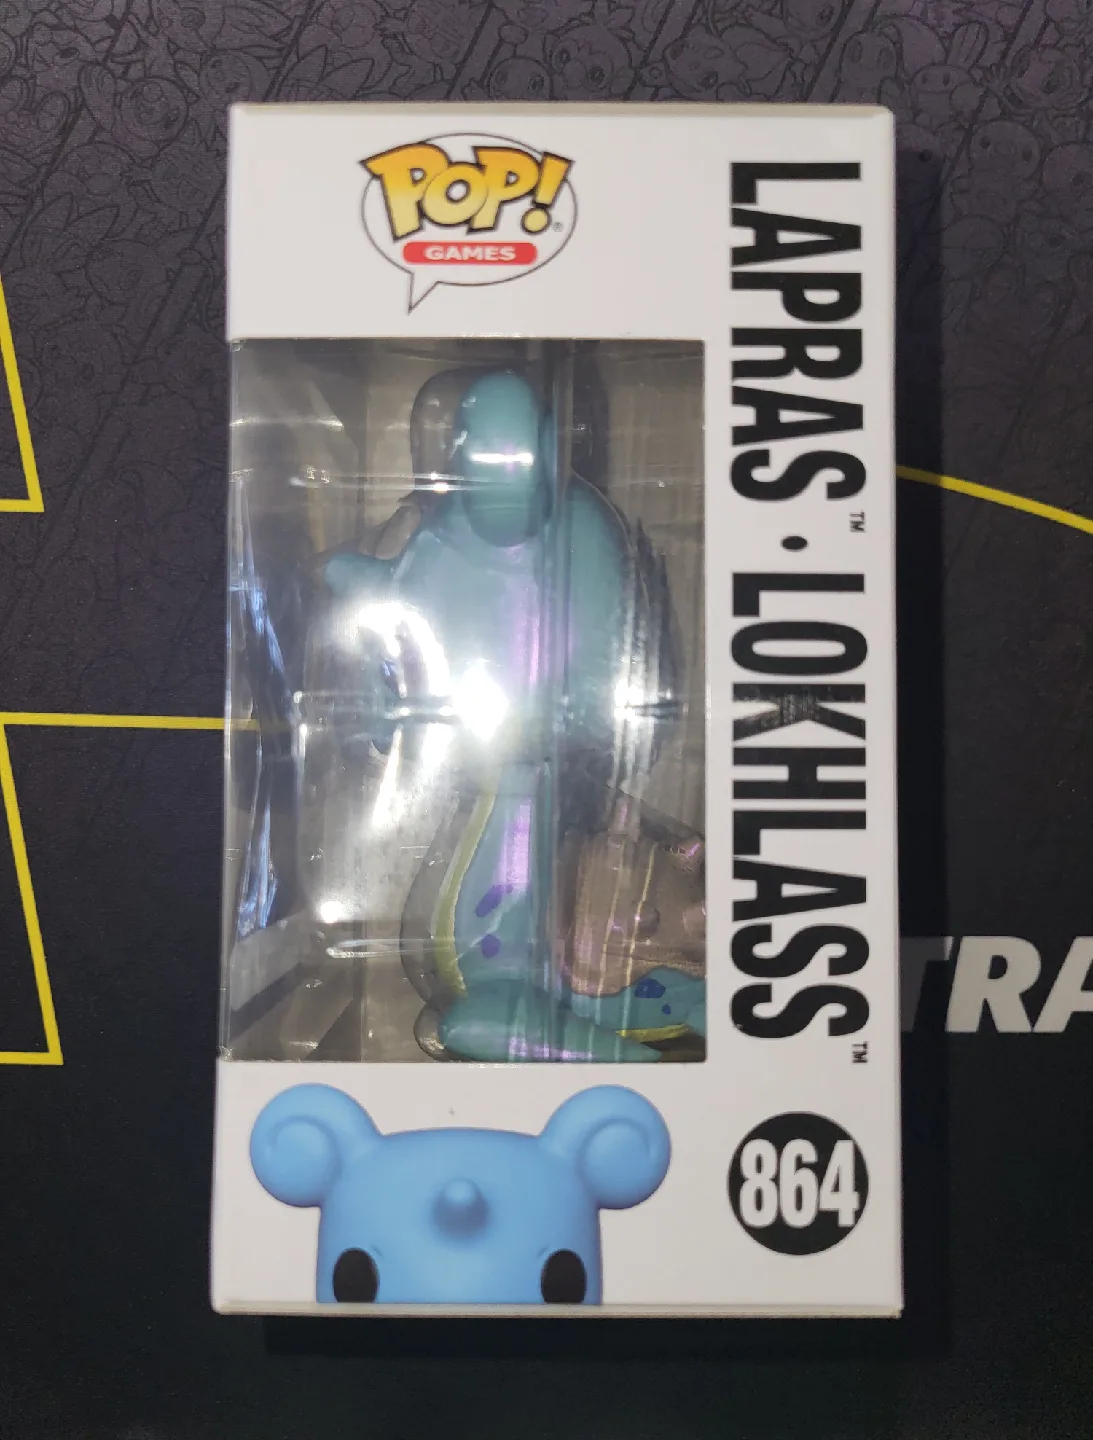 POP!®
GAMES
LAPRAS™ • LOKHLASS™
864
TRA